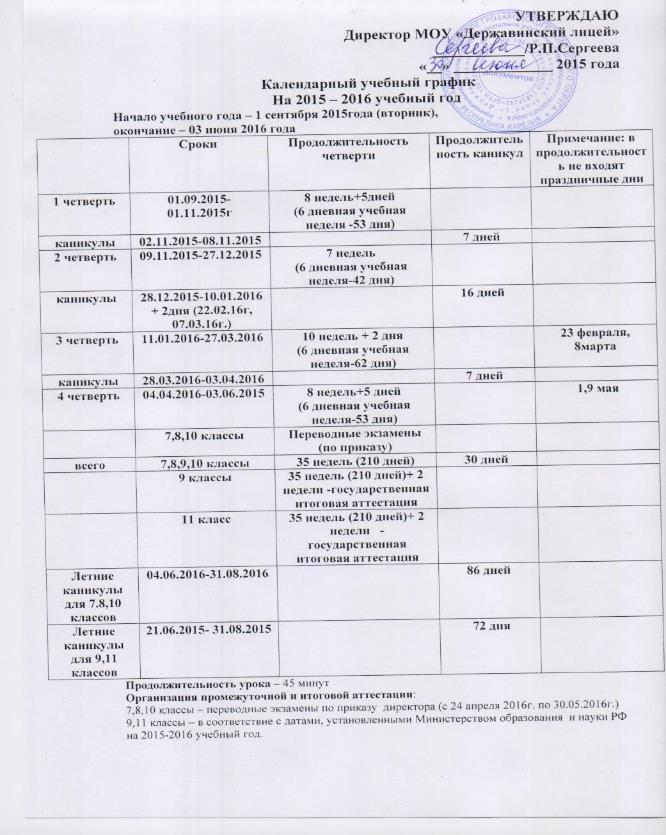 УТВЕРЖДАЮ
Директор МОУ «Державинский лицей»
Сергеева /Р.П.Сергеева
«30» июня 2015 года
Календарный учебный график
На 2015 – 2016 учебный год
Начало учебного года – 1 сентября 2015года (вторник),
окончание – 03 июня 2016 года
Сроки
Продолжительность
четверти
Продолжитель
ность каникул
Примечание: в
продолжительност
ь не входят
праздничные дни
1 четверть
01.09.2015-
01.11.2015г
8 недель+5дней
(6 дневная учебная
неделя -53 дня)
каникулы
02.11.2015-08.11.2015
7 дней
2 четверть
09.11.2015-27.12.2015
7 недель
(6 дневная учебная
неделя-42 дня)
каникулы
28.12.2015-10.01.2016
+ 2дня (22.02.16г,
07.03.16г.)
16 дней
3 четверть
11.01.2016-27.03.2016
10 недель + 2 дня
(6 дневная учебная
неделя-62 дня)
23 февраля,
8марта
каникулы
28.03.2016-03.04.2016
7 дней
4 четверть
04.04.2016-03.06.2015
8 недель+5 дней
(6 дневная учебная
неделя-53 дня)
1,9 мая
7,8,10 классы
Переводные экзамены
(по приказу)
всего
7,8,9,10 классы
35 недель (210 дней)
30 дней
9 классы
35 недель (210 дней)+ 2
недели -государственная
итоговая аттестация
11 класс
35 недель (210 дней)+ 2
недели -
государственная
итоговая аттестация
Летние
каникулы
для 7.8,10
классов
04.06.2016-31.08.2016
86 дней
Летние
каникулы
для 9,11
классов
21.06.2015- 31.08.2015
72 дня
Продолжительность урока – 45 минут
Организация промежуточной и итоговой аттестации:
7,8,10 классы – переводные экзамены по приказу директора (с 24 апреля 2016г. по 30.05.2016г.)
9,11 классы – в соответствие с датами, установленными Министерством образования и науки РФ
на 2015-2016 учебный год.